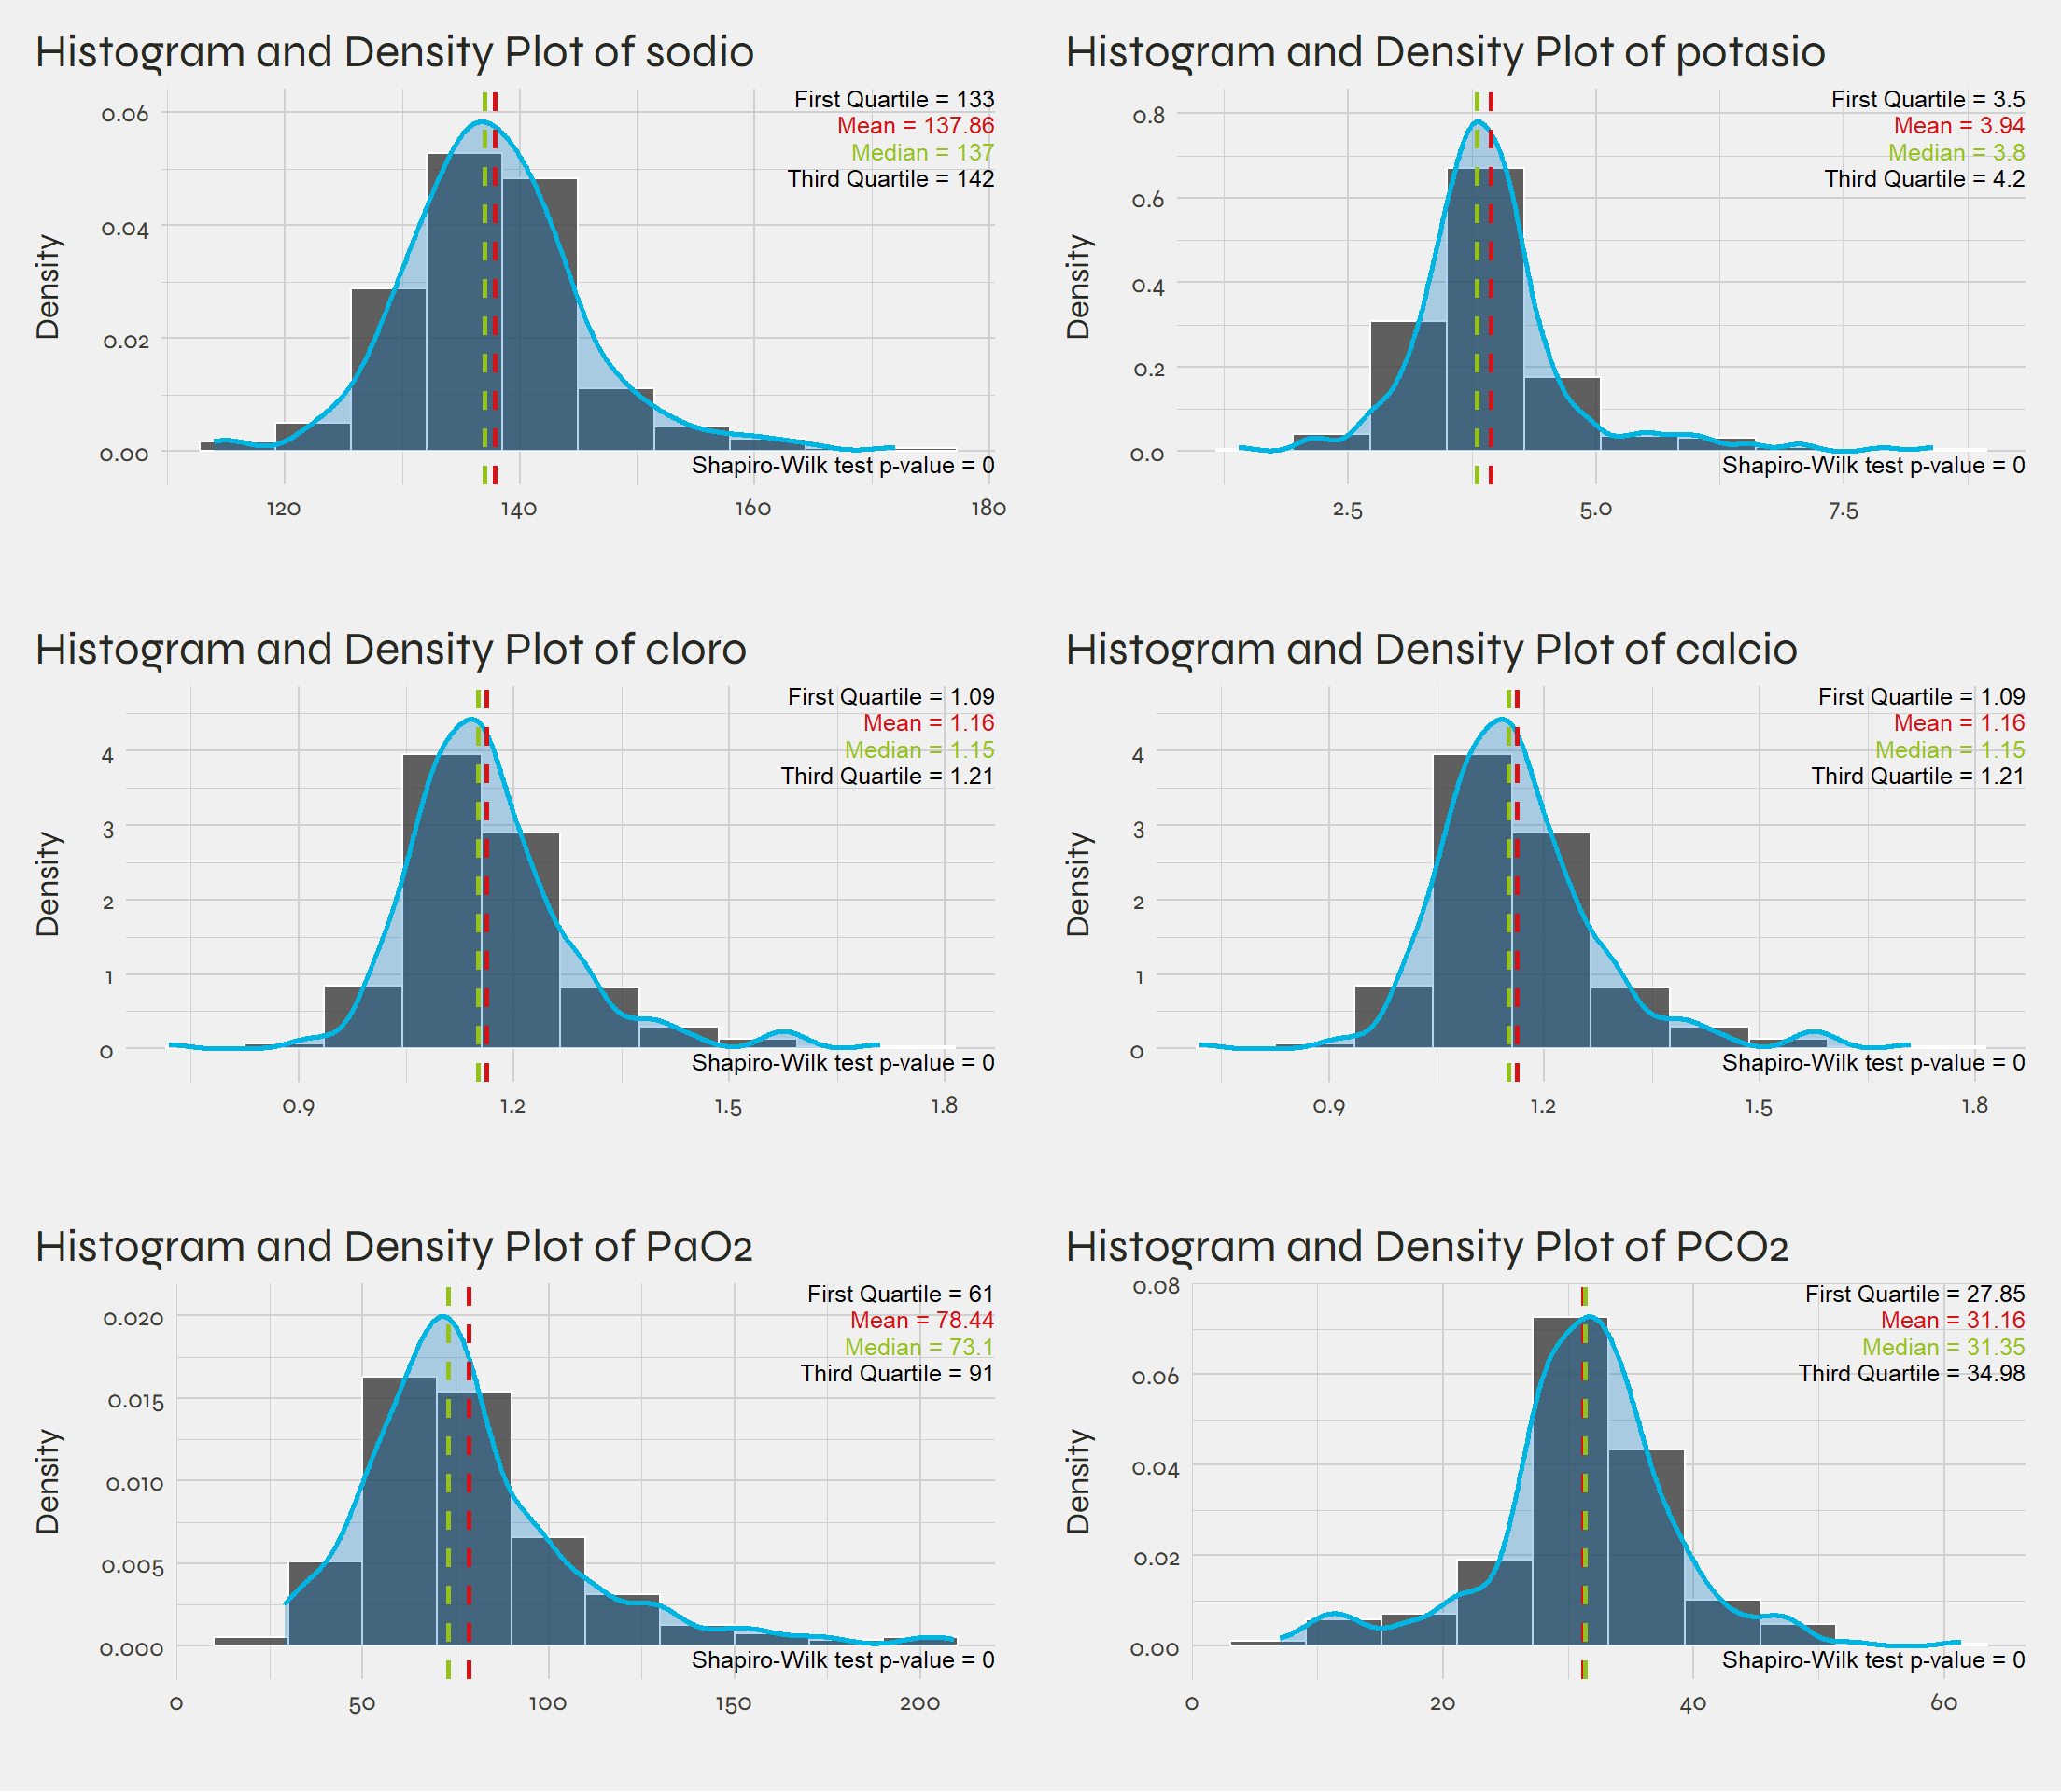 Histogram and Density Plot of sodio
First Quartile = 133
Mean = 137.86
Median = 137
Third Quartile = 142
0.06
0.04
0.02
0.00
Density
Shapiro-Wilk test p-value = 0
120 140 160 180
Histogram and Density Plot of potasio
First Quartile = 3.5
Mean = 3.94
Median = 3.8
Third Quartile = 4.2
0.8
0.6
0.4
0.2
0.0
Density
Shapiro-Wilk test p-value = 0
2.5 5.0 7.5
Histogram and Density Plot of cloro
First Quartile = 1.09
Mean = 1.16
Median = 1.15
Third Quartile = 1.21
4
3
2
1
0
Density
Shapiro-Wilk test p-value = 0
0.9 1.2 1.5 1.8
Histogram and Density Plot of calcio
First Quartile = 1.09
Mean = 1.16
Median = 1.15
Third Quartile = 1.21
4
3
2
1
0
Density
Shapiro-Wilk test p-value = 0
0.9 1.2 1.5 1.8
Histogram and Density Plot of PaO2
First Quartile = 61
Mean = 78.44
Median = 73.1
Third Quartile = 91
0.020
0.015
0.010
0.005
0.000
Density
Shapiro-Wilk test p-value = 0
0 50 100 150 200
Histogram and Density Plot of PCO2
First Quartile = 27.85
Mean = 31.16
Median = 31.35
Third Quartile = 34.98
0.08
0.06
0.04
0.02
0.00
Density
Shapiro-Wilk test p-value = 0
0 20 40 60